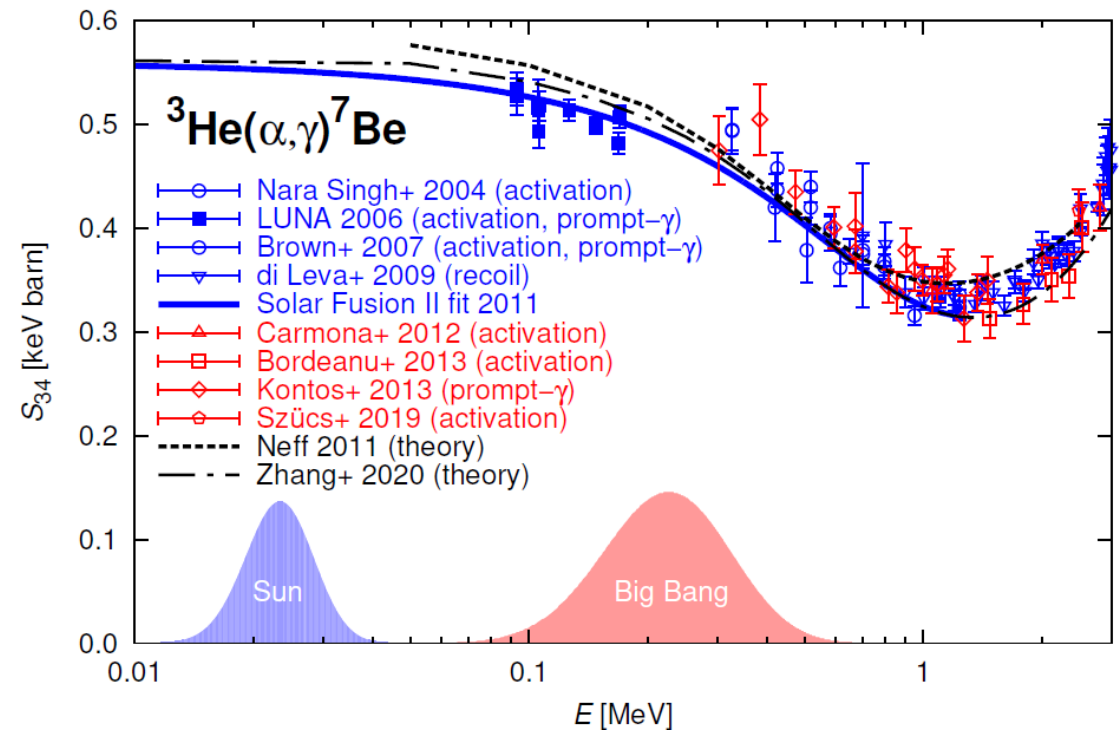 0.6
0.5
0.4
0.3
0.2
0.1
0.0
S₃₄ [keV barn]
³He(α,γ)⁷Be
Nara Singh+ 2004 (activation)
LUNA 2006 (activation, prompt−γ)
Brown+ 2007 (activation, prompt−γ)
di Leva+ 2009 (recoil)
Solar Fusion II fit 2011
Carmona+ 2012 (activation)
Bordeanu+ 2013 (activation)
Kontos+ 2013 (prompt−γ)
Szücs+ 2019 (activation)
Neff 2011 (theory)
Zhang+ 2020 (theory)
Sun
Big Bang
0.01
0.1
1
E [MeV]